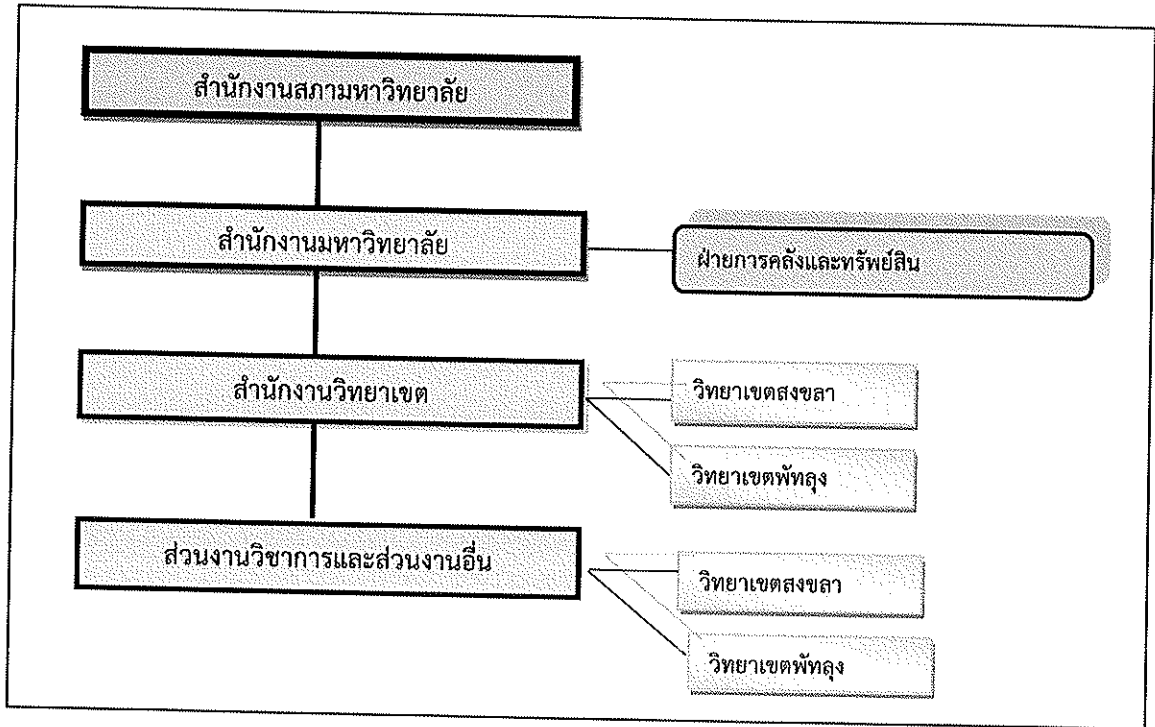 สำนักงานสภามหาวิทยาลัย
สำนักงานมหาวิทยาลัย
ฝ่ายการคลังและทรัพย์สิน
สำนักงานวิทยาเขต
วิทยาเขตสงขลา
วิทยาเขตพัทลุง
ส่วนงานวิชาการและส่วนงานอื่น
วิทยาเขตสงขลา
วิทยาเขตพัทลุง